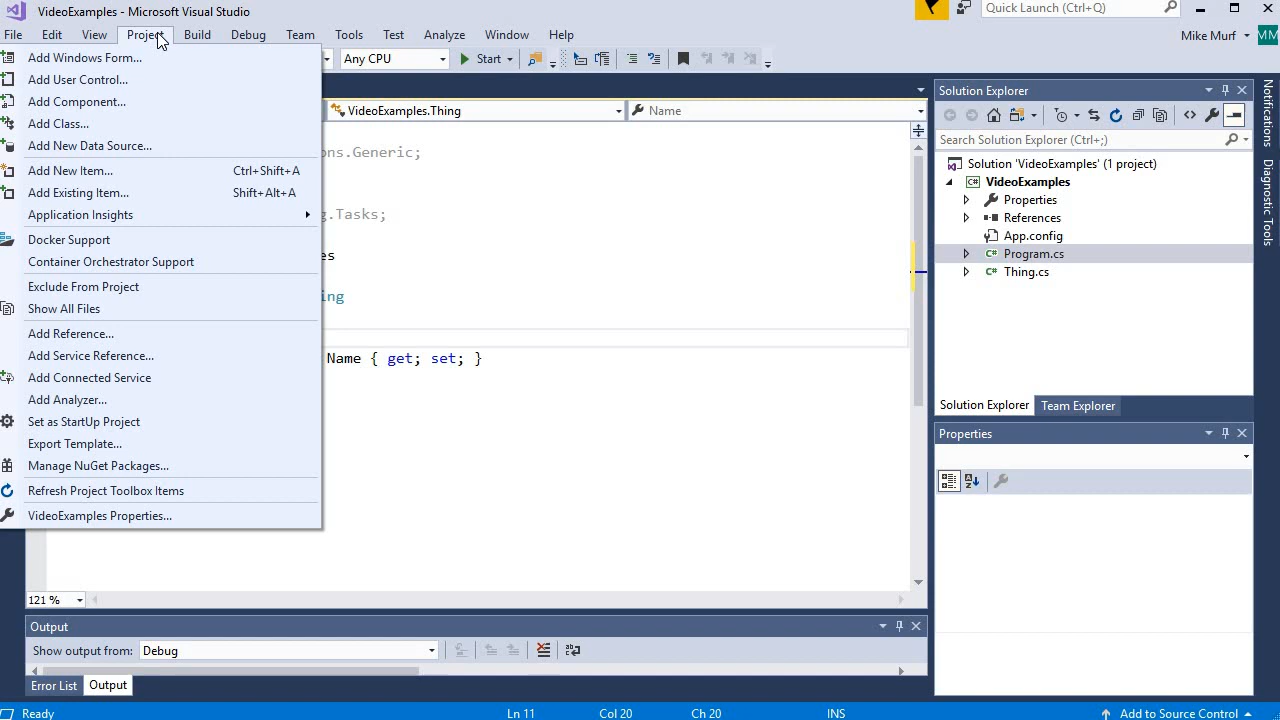 VideoExamples - Microsoft Visual Studio
Quick Launch (Ctrl+Q)
File Edit View Project Build Debug Team Tools Test Analyze Window Help
Mike Murf MM
Add Windows Form...
Add User Control...
Add Component...
Add Class...
Add New Data Source...
Add New Item... Ctrl+Shift+A
Add Existing Item... Shift+Alt+A
Application Insights
Docker Support
Container Orchestrator Support
Exclude From Project
Show All Files
Add Reference...
Add Service Reference...
Add Connected Service
Add Analyzer...
Set as StartUp Project
Export Template...
Manage NuGet Packages...
Refresh Project Toolbox Items
VideoExamples Properties...
Any CPU Start
VideoExamples.Thing Name
ons.Generic;
g.Tasks;
es
ing
Name { get; set; }
121 %
Solution Explorer
Search Solution Explorer (Ctrl+;)
Solution 'VideoExamples' (1 project)
C# VideoExamples
Properties
References
App.config
C# Program.cs
C# Thing.cs
Solution Explorer Team Explorer
Properties
Notifications
Diagnostic Tools
Output
Show output from: Debug
Error List Output
Ready Ln 11 Col 20 Ch 20 INS Add to Source Control